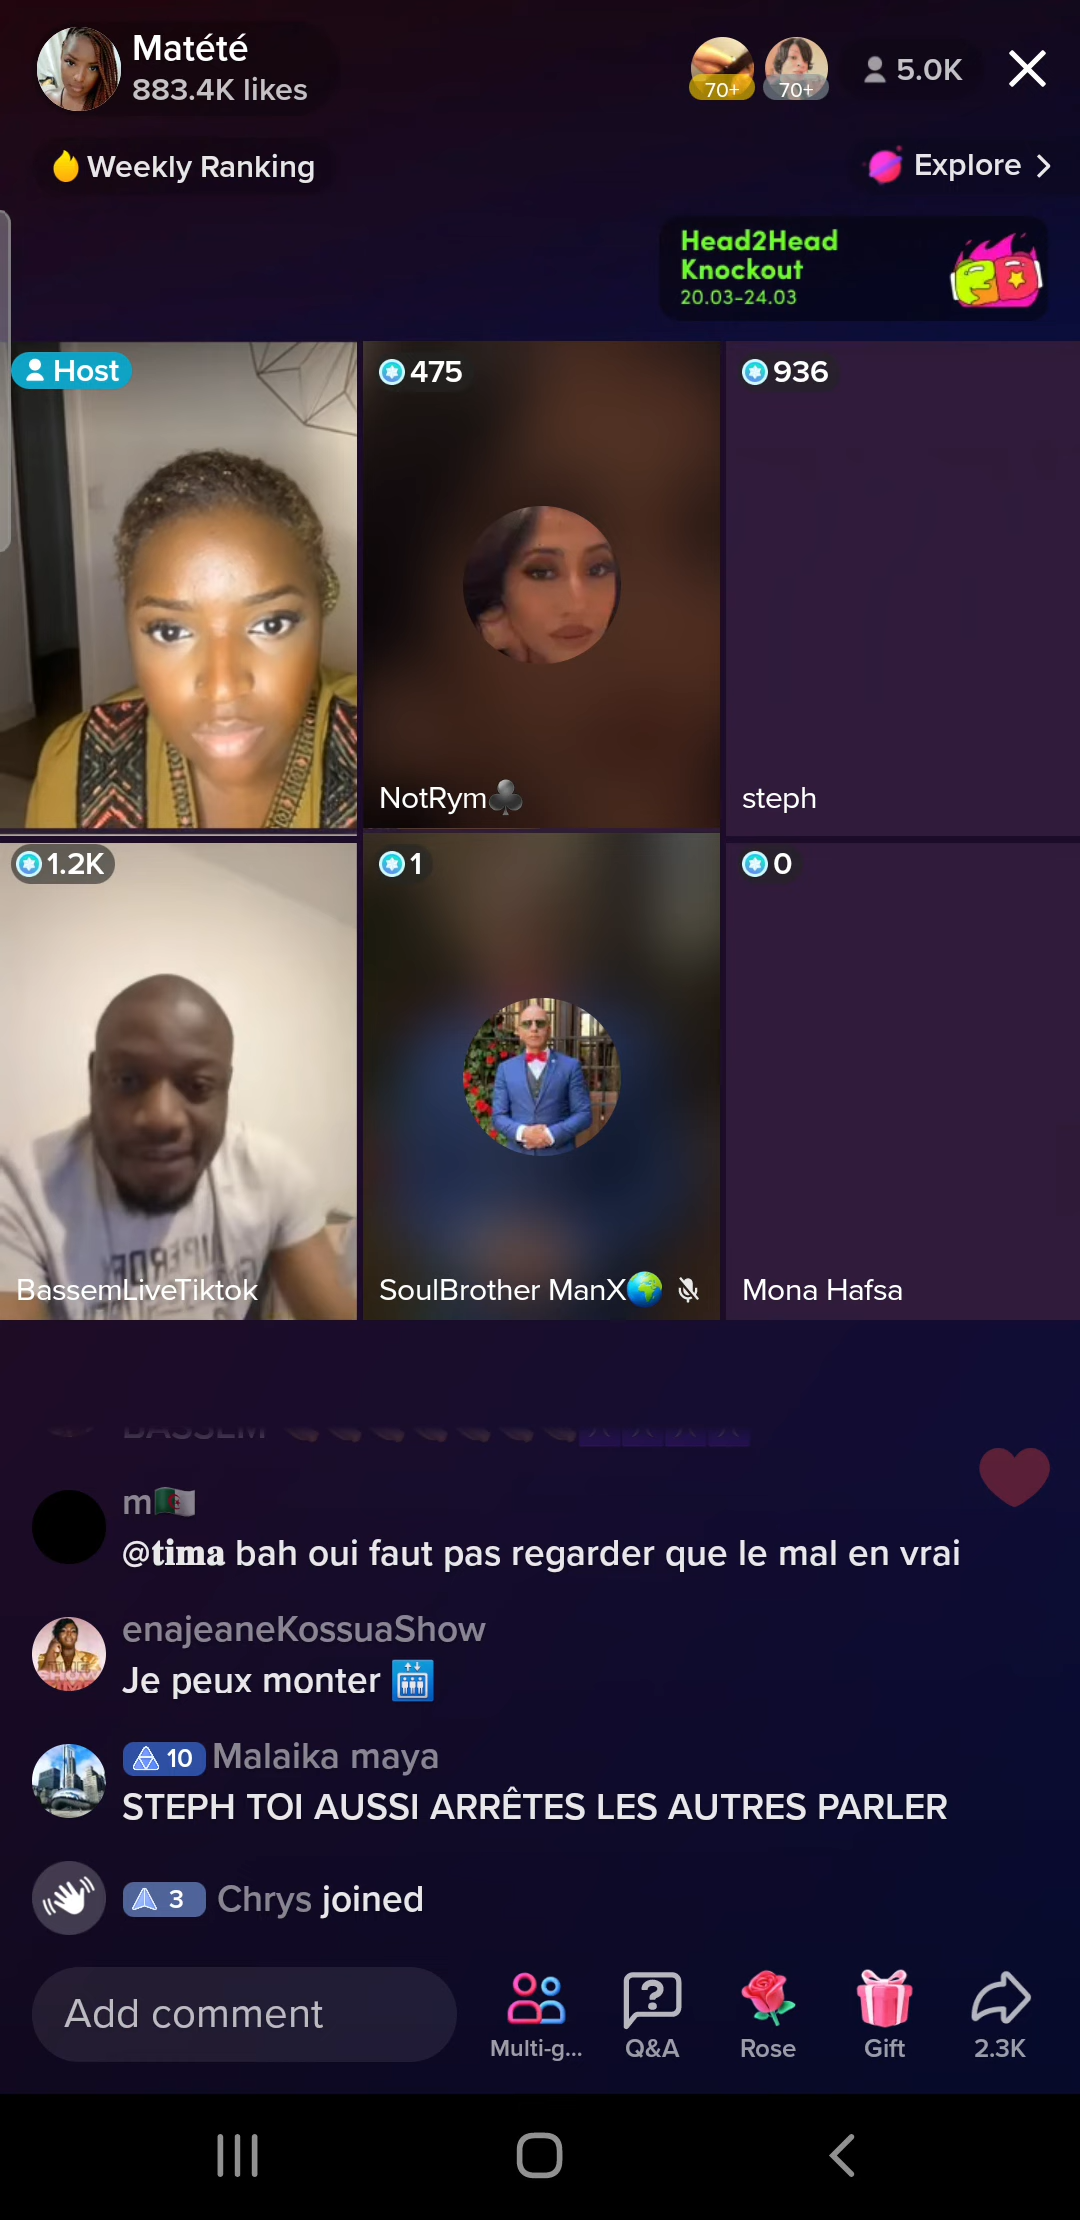 Matété
883.4K likes
70+
70+
5.0K
Weekly Ranking
Explore
Head2Head
Knockout
20.03-24.03
Host
475
936
NotRym♣️
steph
1.2K
1
0
BassemLiveTiktok
SoulBrother ManX🌍
Mona Hafsa
BASSEM
m🇩🇿
@𝐭𝐢𝐦𝐚 bah oui faut pas regarder que le mal en vrai
enajeaneKossuaShow
Je peux monter 🛗
10 Malaika maya
STEPH TOI AUSSI ARRÊTES LES AUTRES PARLER
3 Chrys joined
Add comment
Multi-g...
Q&A
Rose
Gift
2.3K